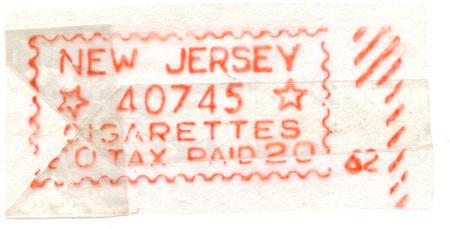 NEW JERSEY
☆ 40745 ☆
CIGARETTES
20 TAX PAID 20
62